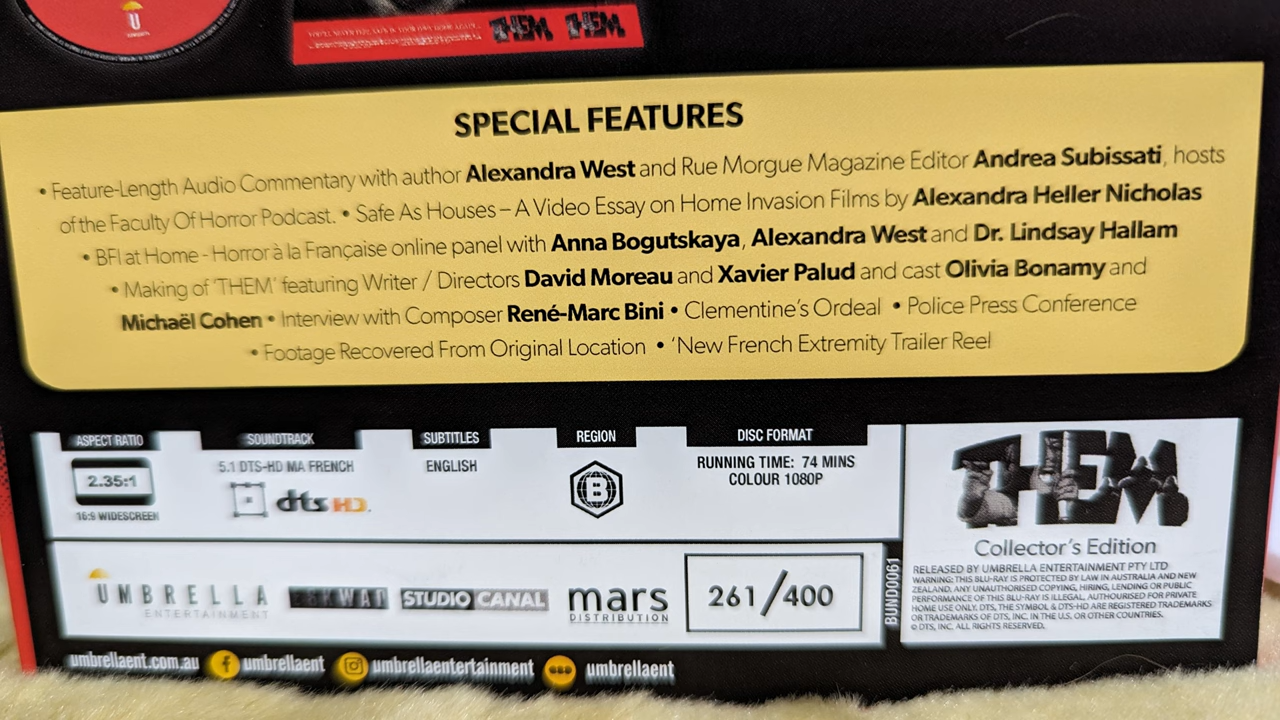 U
THEM THEM
SPECIAL FEATURES
• Feature-Length Audio Commentary with author Alexandra West and Rue Morgue Magazine Editor Andrea Subissati, hosts
of the Faculty Of Horror Podcast. • Safe As Houses – A Video Essay on Home Invasion Films by Alexandra Heller Nicholas
• BFI at Home - Horror à la Française online panel with Anna Bogutskaya, Alexandra West and Dr. Lindsay Hallam
• Making of 'THEM' featuring Writer / Directors David Moreau and Xavier Palud and cast Olivia Bonamy and
Michaël Cohen • Interview with Composer René-Marc Bini • Clementine's Ordeal • Police Press Conference
• Footage Recovered From Original Location • 'New French Extremity Trailer Reel
ASPECT RATIO
2.35:1
16:9 WIDESCREEN
SOUNDTRACK
5.1 DTS-HD MA FRENCH
dts HD
SUBTITLES
ENGLISH
REGION
B
DISC FORMAT
RUNNING TIME: 74 MINS
COLOUR 1080P
THEM
Collector's Edition
RELEASED BY UMBRELLA ENTERTAINMENT PTY LTD
WARNING: THIS BLU-RAY IS PROTECTED BY LAW IN AUSTRALIA AND NEW
ZEALAND. ANY UNAUTHORISED COPYING, HIRING, LENDING OR PUBLIC
PERFORMANCE OF THIS BLU-RAY IS ILLEGAL. AUTHORISED FOR PRIVATE
HOME USE ONLY. DTS, THE SYMBOL & DTS-HD ARE REGISTERED TRADEMARKS
OR TRADEMARKS OF DTS, INC. IN THE U.S. OR OTHER COUNTRIES.
© DTS, INC. ALL RIGHTS RESERVED.
UMBRELLA
ENTERTAINMENT
STUDIO CANAL
mars
DISTRIBUTION
261/400
BUND0061
umbrellaent.com.au umbrellaent umbrellaentertainment umbrellaent